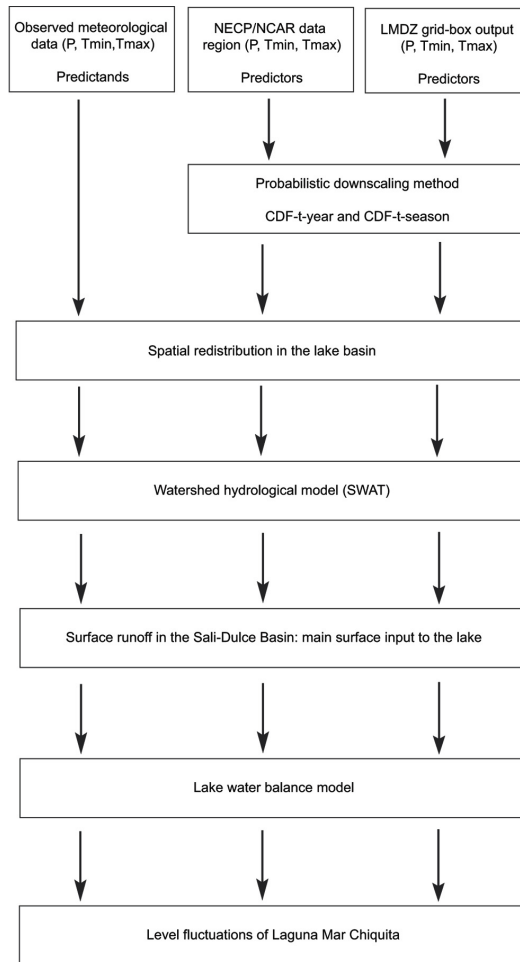 Observed meteorological
data (P, Tmin,Tmax)
Predictands
NECP/NCAR data
region (P, Tmin, Tmax)
Predictors
LMDZ grid-box output
(P, Tmin, Tmax)
Predictors
Probabilistic downscaling method
CDF-t-year and CDF-t-season
Spatial redistribution in the lake basin
Watershed hydrological model (SWAT)
Surface runoff in the Sali-Dulce Basin: main surface input to the lake
Lake water balance model
Level fluctuations of Laguna Mar Chiquita